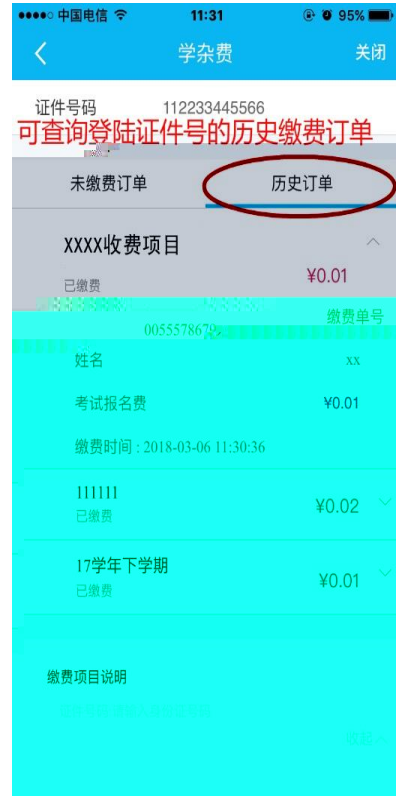 中国电信 11:31 95%
学杂费 关闭
证件号码 112233445566
可查询登陆证件号的历史缴费订单
未缴费订单 历史订单
XXXX收费项目
¥0.01
已缴费
缴费单号
0055578679
姓名 xx
考试报名费 ¥0.01
缴费时间 : 2018-03-06 11:30:36
111111
¥0.02
已缴费
17学年下学期
¥0.01
已缴费
缴费项目说明
收起